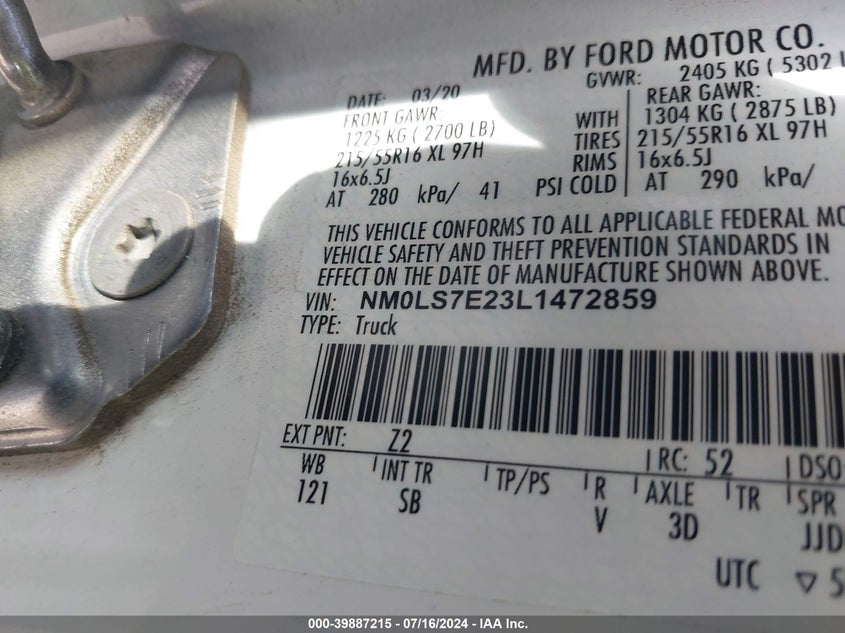 MFD. BY FORD MOTOR CO.
DATE: 03/20
GVWR: 2405 KG ( 5302
FRONT GAWR:
1225 KG ( 2700 LB)
215/55R16 XL 97H
16x6.5J
AT 280 kPa/ 41 PSI COLD
WITH
TIRES
RIMS
REAR GAWR:
1304 KG ( 2875 LB)
215/55R16 XL 97H
16x6.5J
AT 290 kPa/
THIS VEHICLE CONFORMS TO ALL APPLICABLE FEDERAL MO
VEHICLE SAFETY AND THEFT PREVENTION STANDARDS IN
EFFECT ON THE DATE OF MANUFACTURE SHOWN ABOVE.
VIN: NM0LS7E23L1472859
TYPE: Truck
EXT PNT: Z2 RC: 52 DSO
WB INT TR TP/PS R AXLE TR SPR
121 SB V 3D JJD
UTC ▽ 5
000-39887215 - 07/16/2024 - IAA Inc.